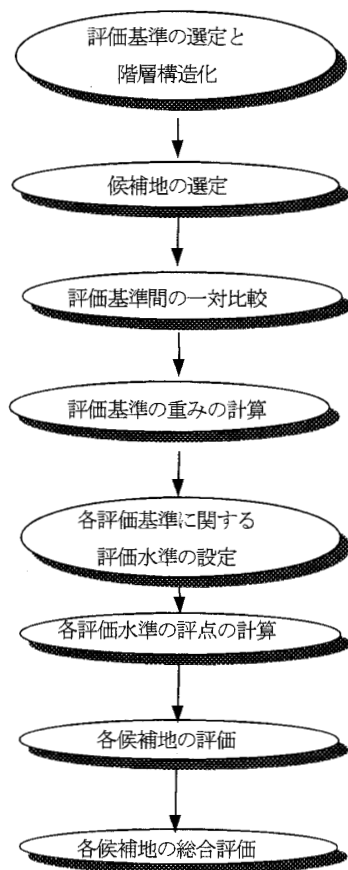 評価基準の選定と
階層構造化
候補地の選定
評価基準間の一対比較
評価基準の重みの計算
各評価基準に関する
評価水準の設定
各評価水準の評点の計算
各候補地の評価
各候補地の総合評価